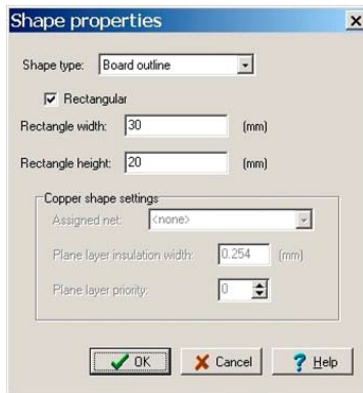 Shape properties
Shape type: Board outline
Rectangular
Rectangle width: 30 (mm)
Rectangle height: 20 (mm)
Copper shape settings
Assigned net: <none>
Plane layer insulation width: 0.254 (mm)
Plane layer priority: 0
OK Cancel ? Help